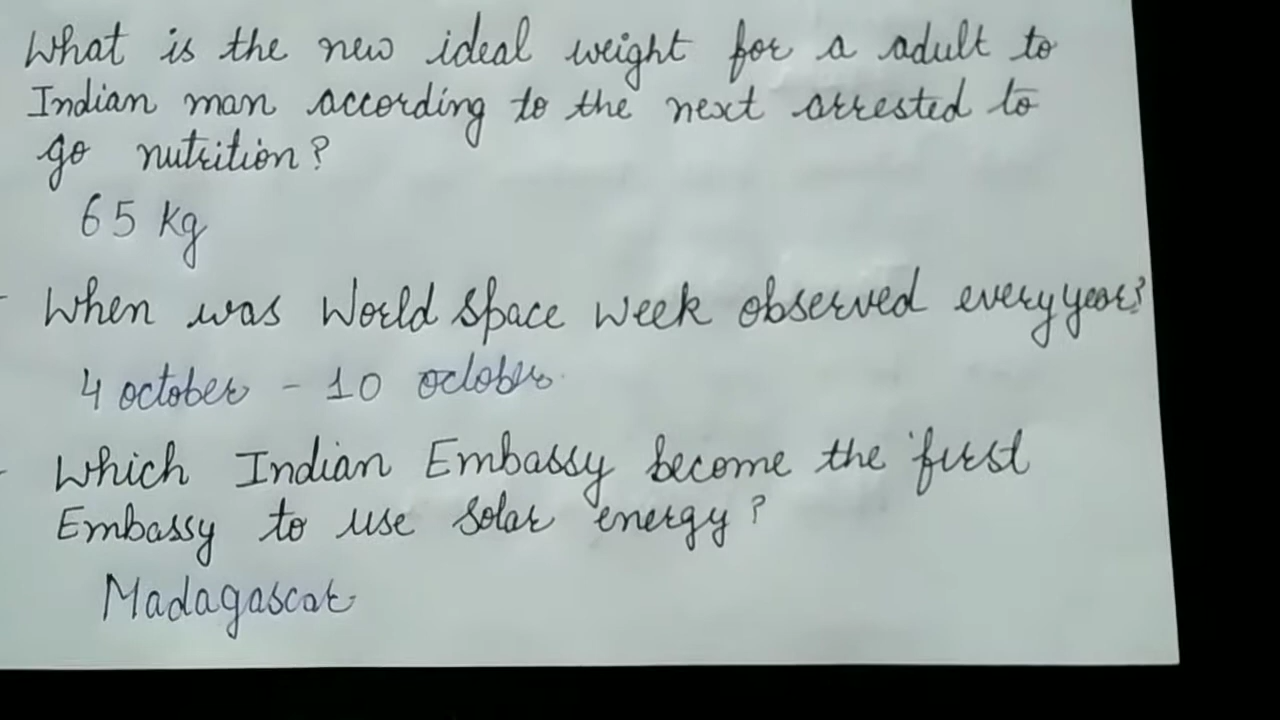 What is the new ideal weight for a adult to
Indian man according to the next arrested to
go nutrition?
65 Kg
- When was World Space Week observed everyyear?
4 october - 10 october
- Which Indian Embassy become the first
Embassy to use solar energy?
Madagascar